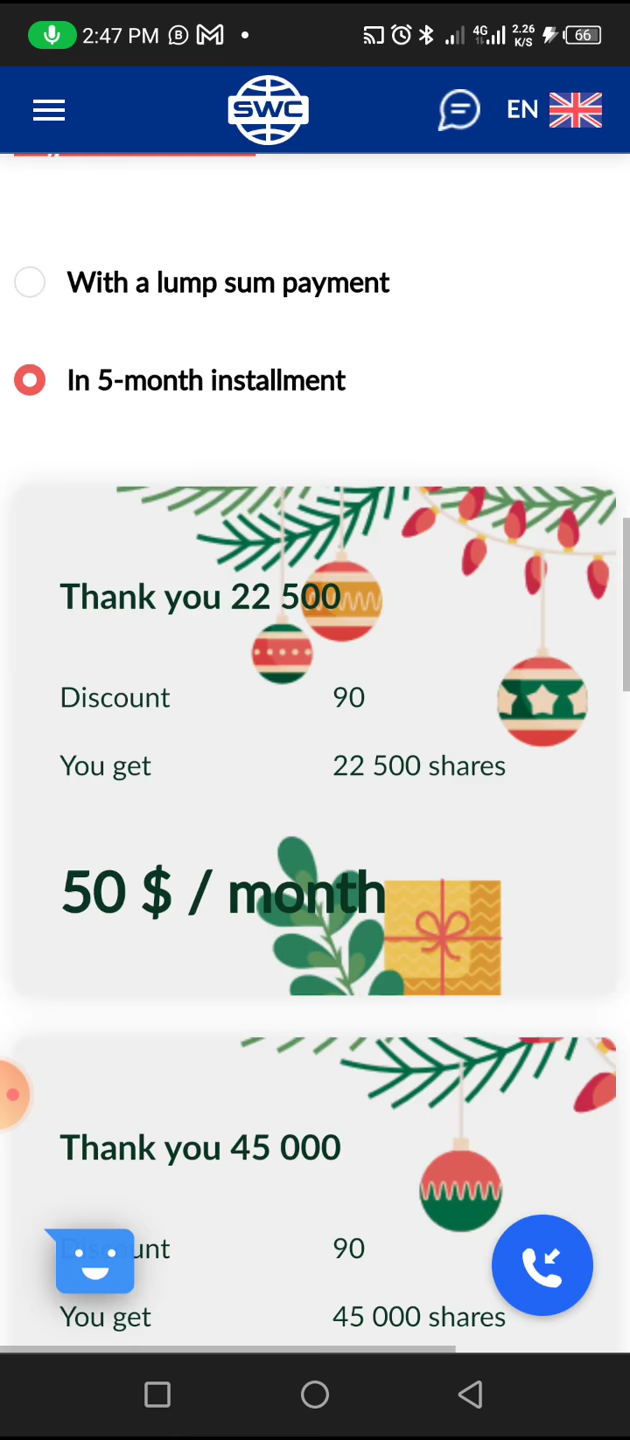 2:47 PM
4G 2.26 K/S 66
SWC
EN
With a lump sum payment
In 5-month installment
Thank you 22 500
Discount 90
You get 22 500 shares
50 $ / month
Thank you 45 000
Discount 90
You get 45 000 shares